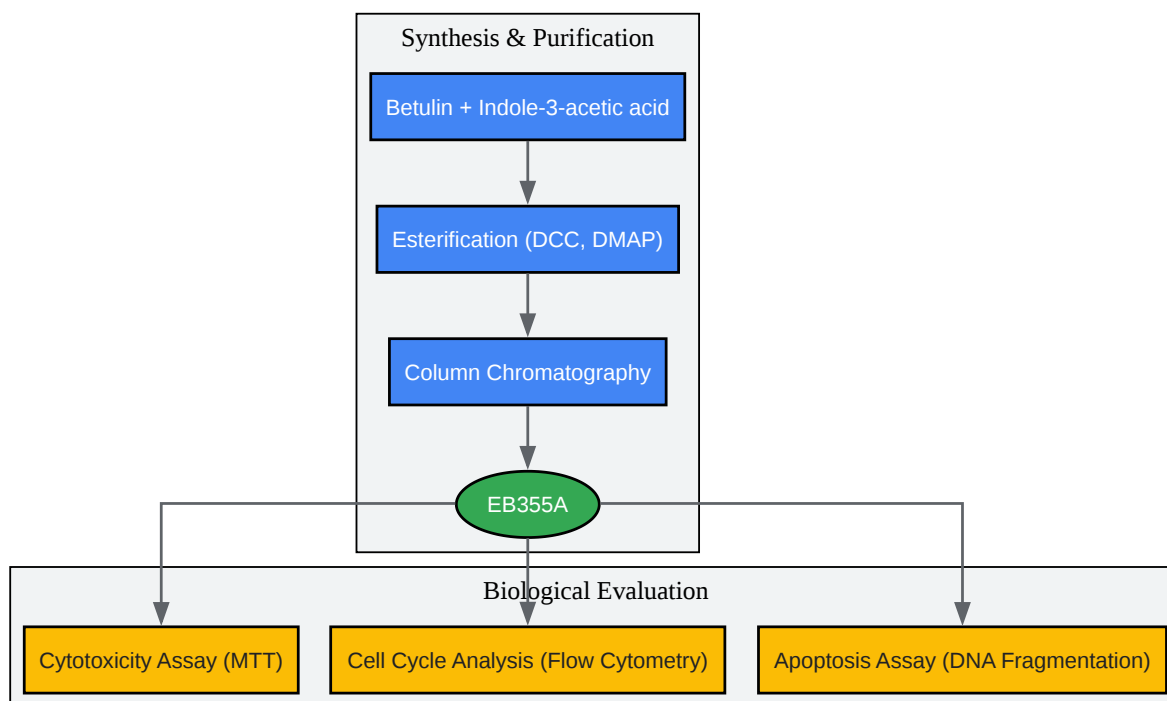 Synthesis & Purification
Betulin + Indole-3-acetic acid
Esterification (DCC, DMAP)
Column Chromatography
EB355A
Biological Evaluation
Cytotoxicity Assay (MTT)
Cell Cycle Analysis (Flow Cytometry)
Apoptosis Assay (DNA Fragmentation)